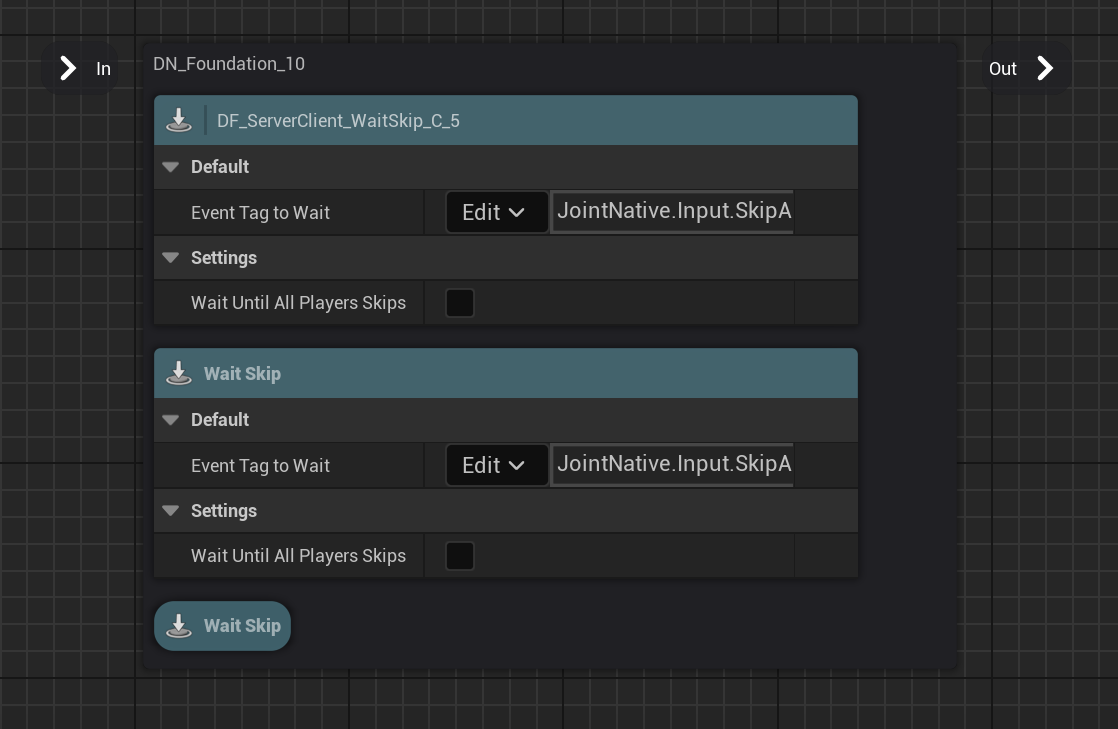 In
DN_Foundation_10
Out
DF_ServerClient_WaitSkip_C_5
Default
Event Tag to Wait Edit JointNative.Input.SkipA
Settings
Wait Until All Players Skips
Wait Skip
Default
Event Tag to Wait Edit JointNative.Input.SkipA
Settings
Wait Until All Players Skips
Wait Skip